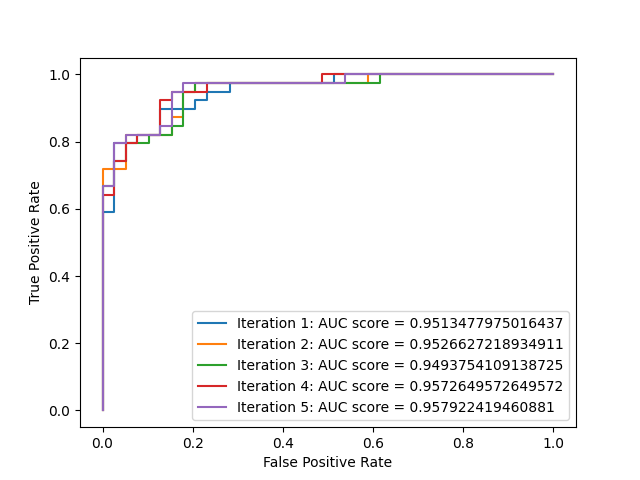 1.0
0.8
0.6
0.4
0.2
0.0
True Positive Rate
Iteration 1: AUC score = 0.9513477975016437
Iteration 2: AUC score = 0.9526627218934911
Iteration 3: AUC score = 0.9493754109138725
Iteration 4: AUC score = 0.9572649572649572
Iteration 5: AUC score = 0.957922419460881
0.0 0.2 0.4 0.6 0.8 1.0
False Positive Rate